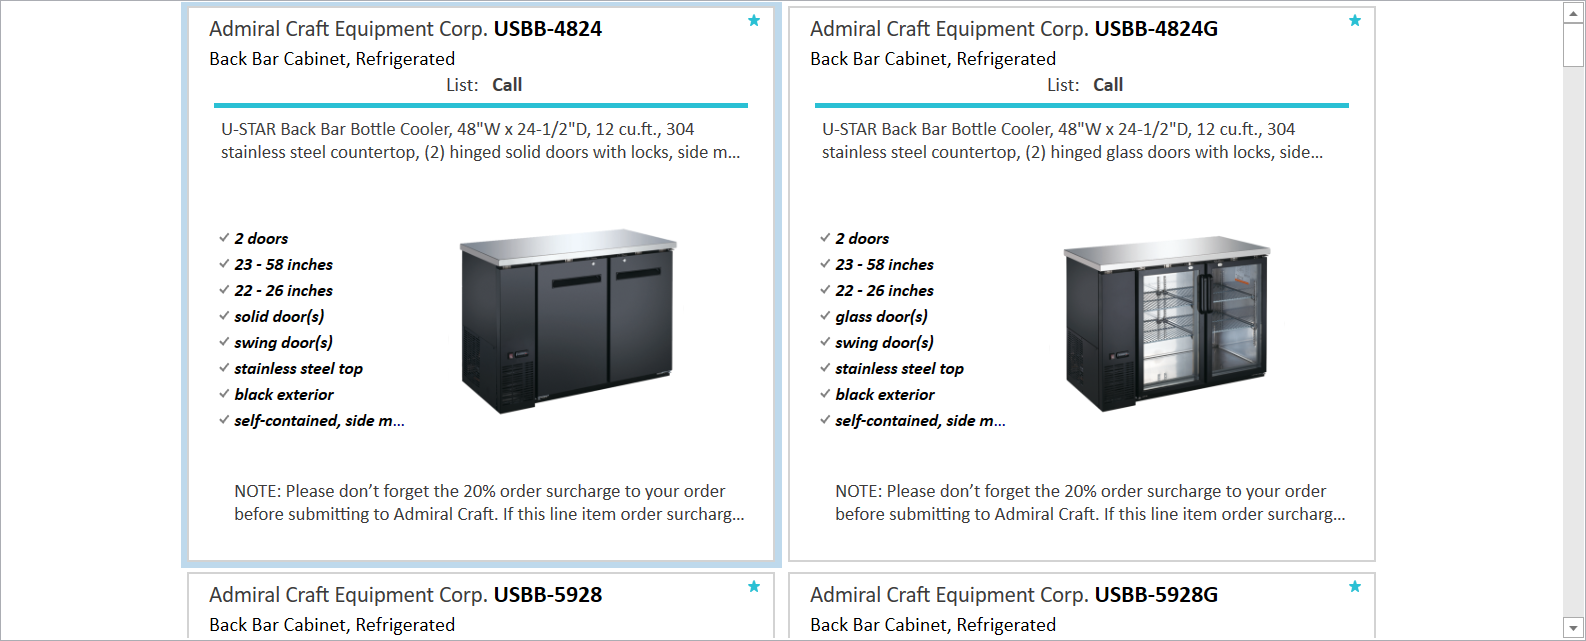 Admiral Craft Equipment Corp. USBB-4824
Back Bar Cabinet, Refrigerated
List: Call
U-STAR Back Bar Bottle Cooler, 48"W x 24-1/2"D, 12 cu.ft., 304
stainless steel countertop, (2) hinged solid doors with locks, side m...
2 doors
23 - 58 inches
22 - 26 inches
solid door(s)
swing door(s)
stainless steel top
black exterior
self-contained, side m...
NOTE: Please don’t forget the 20% order surcharge to your order
before submitting to Admiral Craft. If this line item order surcharg...
Admiral Craft Equipment Corp. USBB-4824G
Back Bar Cabinet, Refrigerated
List: Call
U-STAR Back Bar Bottle Cooler, 48"W x 24-1/2"D, 12 cu.ft., 304
stainless steel countertop, (2) hinged glass doors with locks, side...
2 doors
23 - 58 inches
22 - 26 inches
glass door(s)
swing door(s)
stainless steel top
black exterior
self-contained, side m...
NOTE: Please don’t forget the 20% order surcharge to your order
before submitting to Admiral Craft. If this line item order surcharg...
Admiral Craft Equipment Corp. USBB-5928
Back Bar Cabinet, Refrigerated
Admiral Craft Equipment Corp. USBB-5928G
Back Bar Cabinet, Refrigerated